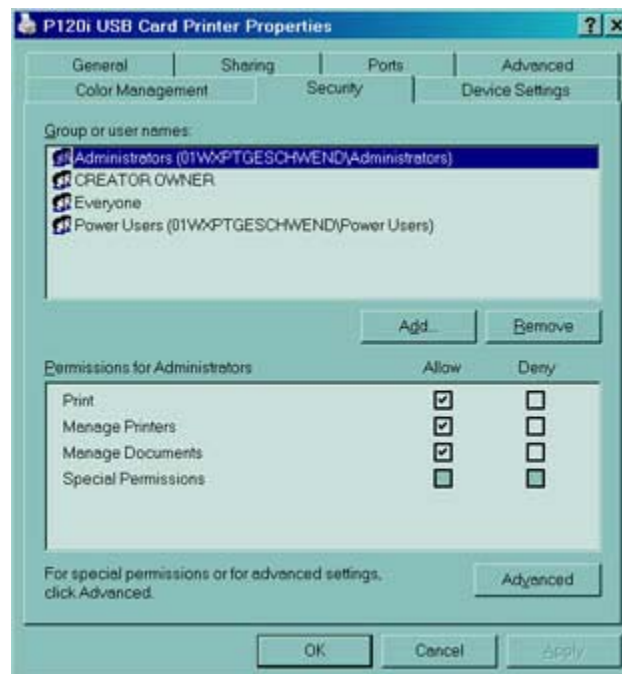 P120i USB Card Printer Properties
General Sharing Ports Advanced
Color Management Security Device Settings
Group or user names:
Administrators (01WXPTGESCHWEND\Administrators)
CREATOR OWNER
Everyone
Power Users (01WXPTGESCHWEND\Power Users)
Add... Remove
Permissions for Administrators Allow Deny
Print
Manage Printers
Manage Documents
Special Permissions
For special permissions or for advanced settings,
click Advanced.
Advanced
OK Cancel Apply